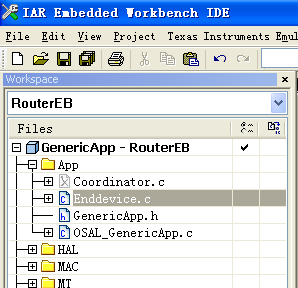 IAR Embedded Workbench IDE
File Edit View Project Texas Instruments Emul
Workspace
RouterEB
Files
GenericApp - RouterEB
App
Coordinator.c
Enddevice.c
GenericApp.h
OSAL_GenericApp.c
HAL
MAC
MT